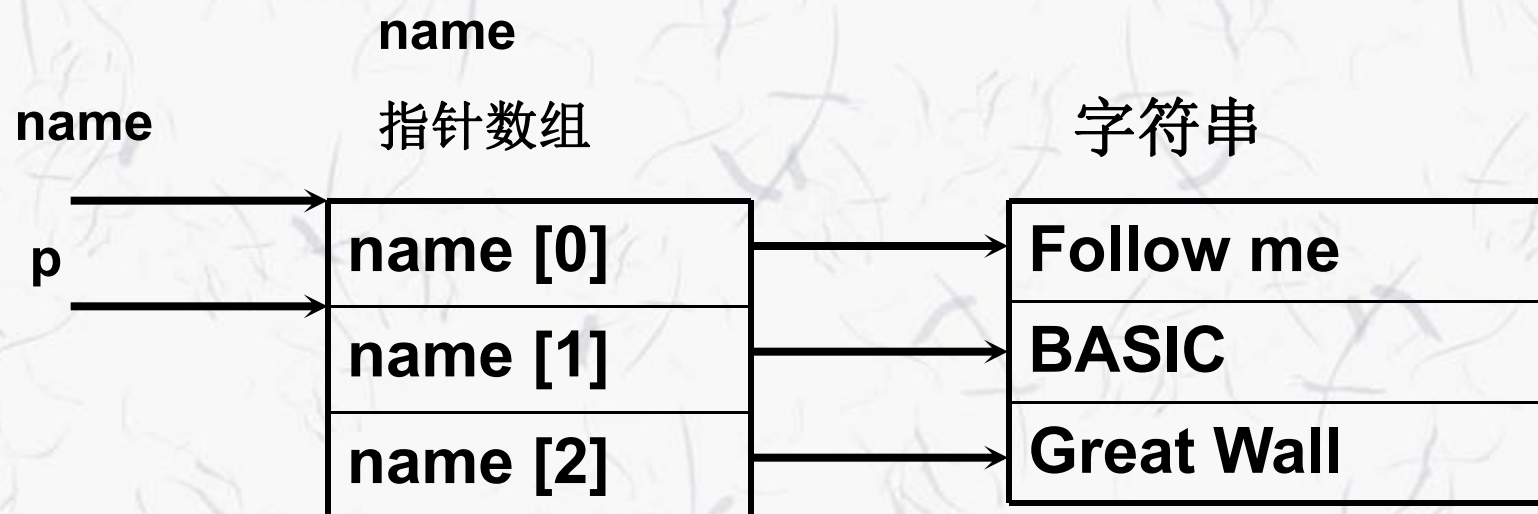 name
name
指针数组
字符串
p
name [0]
Follow me
name [1]
BASIC
name [2]
Great Wall